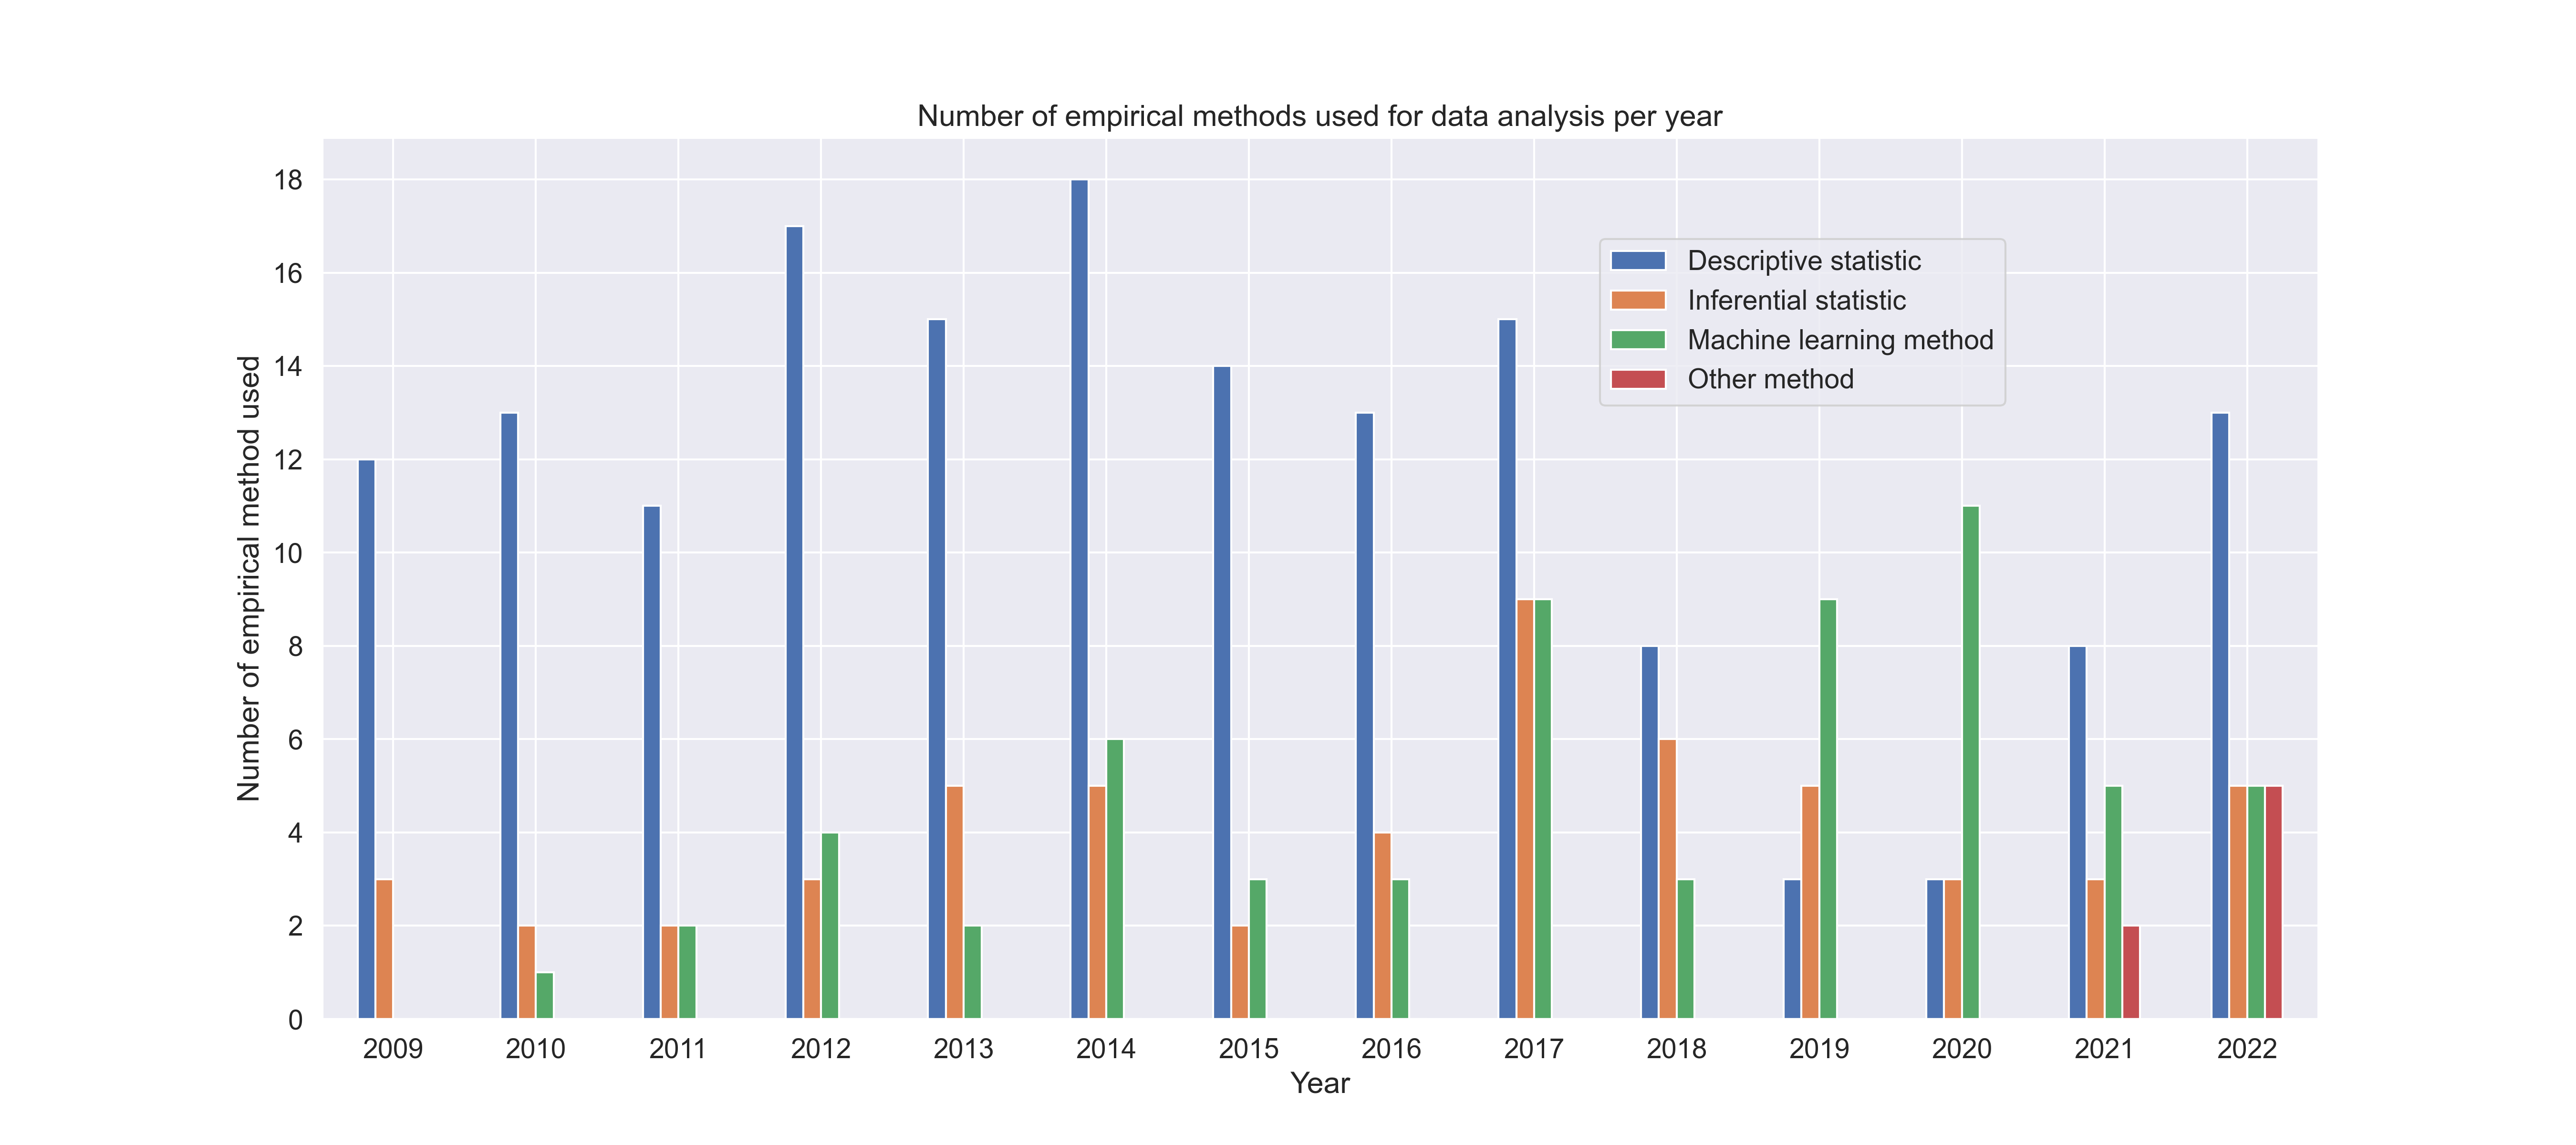 Number of empirical methods used for data analysis per year
Number of empirical method used
18
16
14
12
10
8
6
4
2
0
Descriptive statistic
Inferential statistic
Machine learning method
Other method
2009 2010 2011 2012 2013 2014 2015 2016 2017 2018 2019 2020 2021 2022
Year